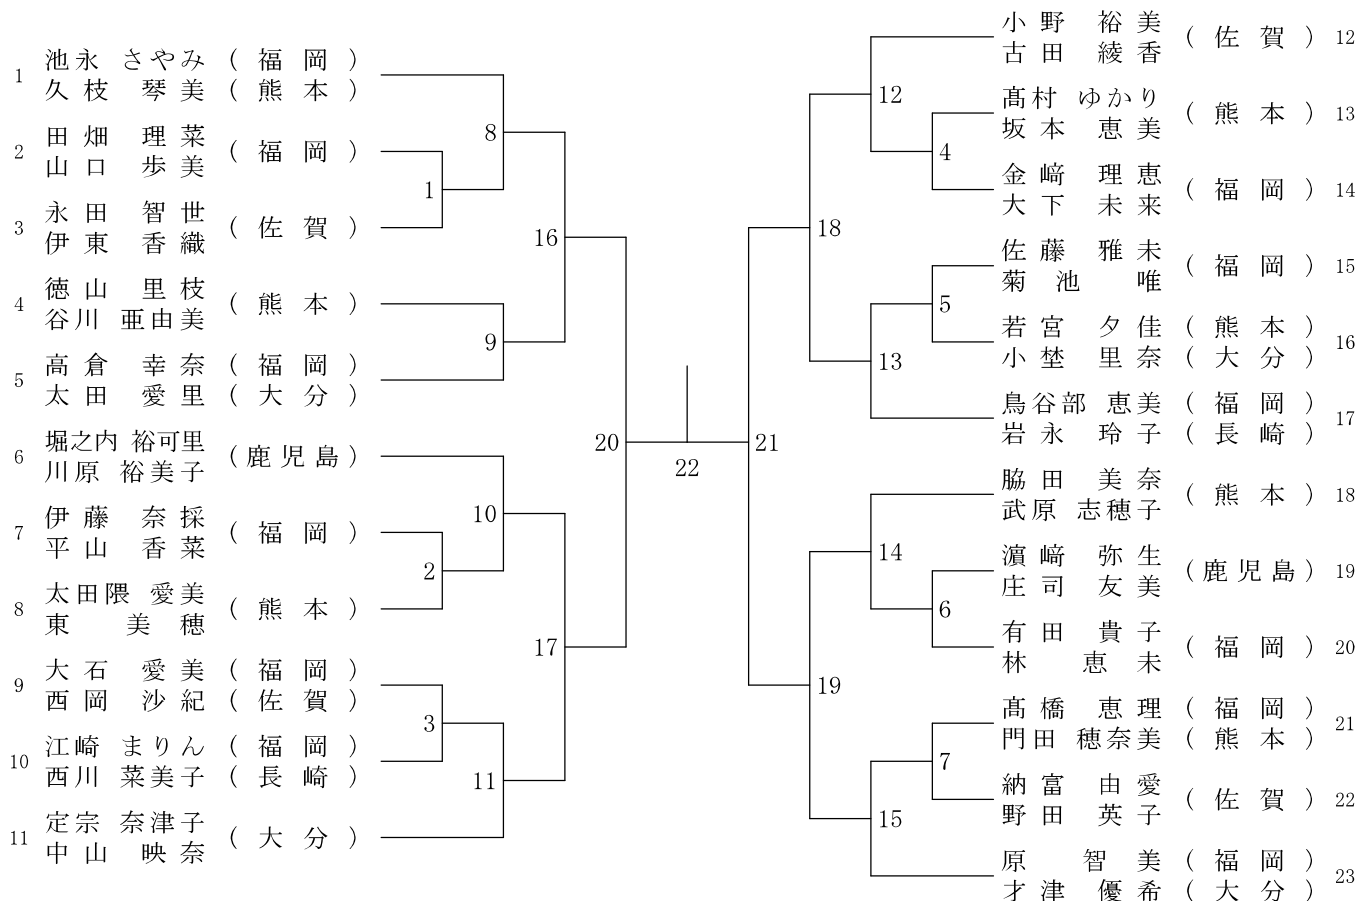 1 池永 さやみ (福岡)
久枝 琴美 (熊本)
2 田畑 理菜 (福岡)
山口 歩美
3 永田 智世 (佐賀)
伊東 香織
4 徳山 里枝 (熊本)
谷川 亜由美
5 高倉 幸奈 (福岡)
太田 愛里 (大分)
6 堀之内 裕可里 (鹿児島)
川原 裕美子
7 伊藤 奈採 (福岡)
平山 香菜
8 太田隈 愛美 (熊本)
東 美穂
9 大石 愛美 (福岡)
西岡 沙紀 (佐賀)
10 江崎 まりん (福岡)
西川 菜美子 (長崎)
11 定宗 奈津子 (大分)
中山 映奈
8
1
16
9
20
10
2
17
3
11
22
21
12
4
18
5
13
14
6
19
7
15
小野 裕美 (佐賀) 12
古田 綾香
髙村 ゆかり (熊本) 13
坂本 恵美
金﨑 理恵 (福岡) 14
大下 未来
佐藤 雅未 (福岡) 15
菊池 唯
若宮 夕佳 (熊本) 16
小埜 里奈 (大分)
鳥谷部 恵美 (福岡) 17
岩永 玲子 (長崎)
脇田 美奈 (熊本) 18
武原 志穂子
濵﨑 弥生 (鹿児島) 19
庄司 友美
有田 貴子 (福岡) 20
林 恵未
髙橋 恵理 (福岡) 21
門田 穂奈美 (熊本)
納富 由愛 (佐賀) 22
野田 英子
原 智美 (福岡) 23
才津 優希 (大分)